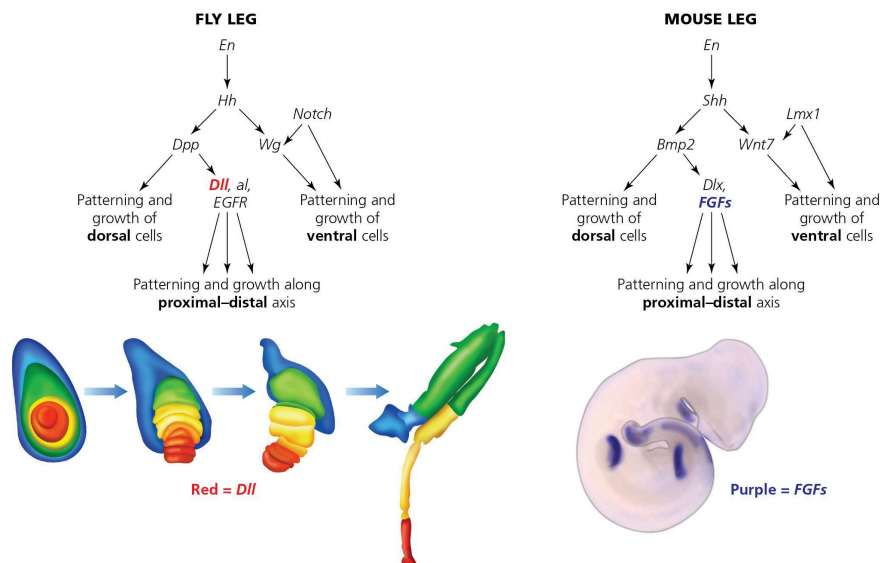 FLY LEG
En
Hh
Notch
Dpp
Wg
Dll, al,
EGFR
Patterning and
growth of
dorsal cells
Patterning and
growth of
ventral cells
Patterning and growth along
proximal–distal axis
Red = Dll
MOUSE LEG
En
Shh
Lmx1
Bmp2
Wnt7
Dlx,
FGFs
Patterning and
growth of
dorsal cells
Patterning and
growth of
ventral cells
Patterning and growth along
proximal–distal axis
Purple = FGFs